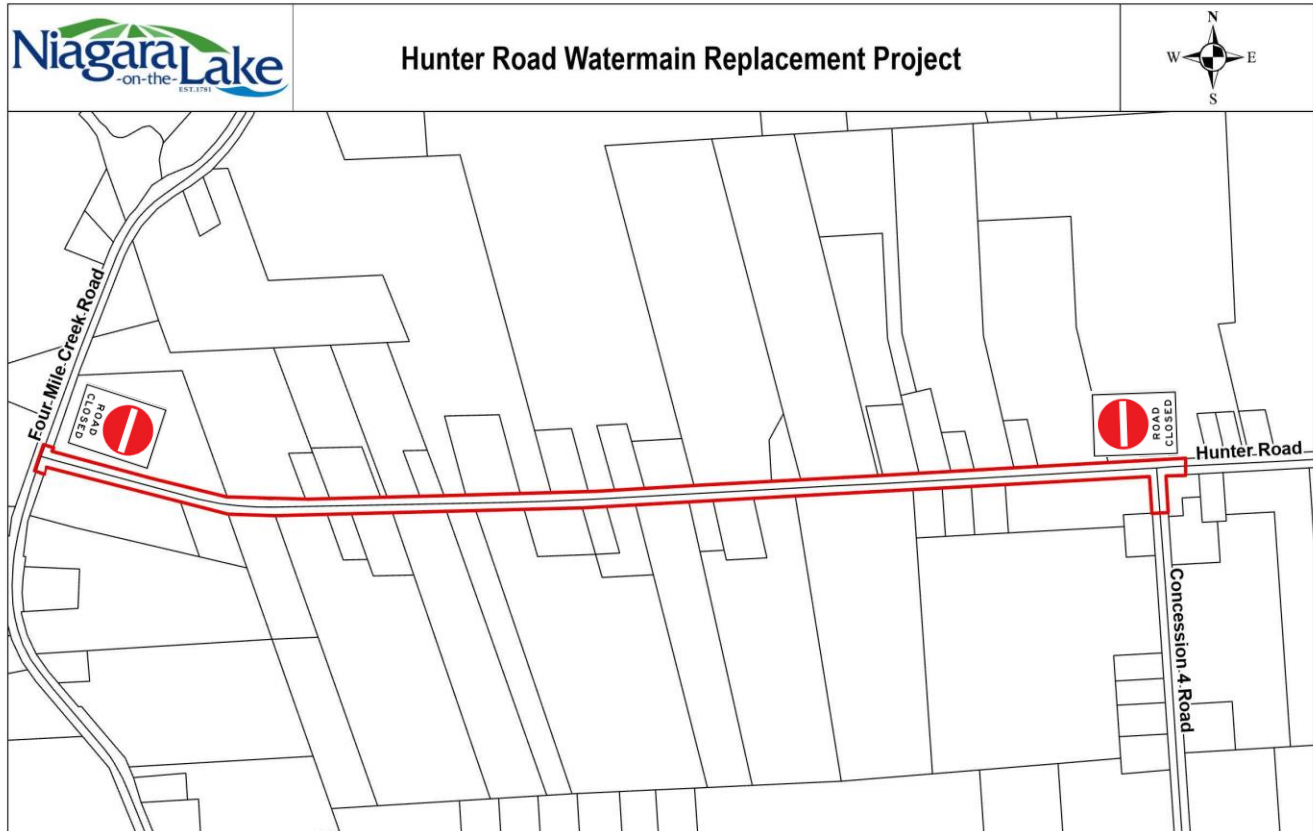 Niagara Lake
-on-the-
EST.1781
Hunter Road Watermain Replacement Project
N
W E
S
Four Mile Creek Road
ROAD
CLOSED
ROAD
CLOSED
Hunter Road
Concession 4 Road